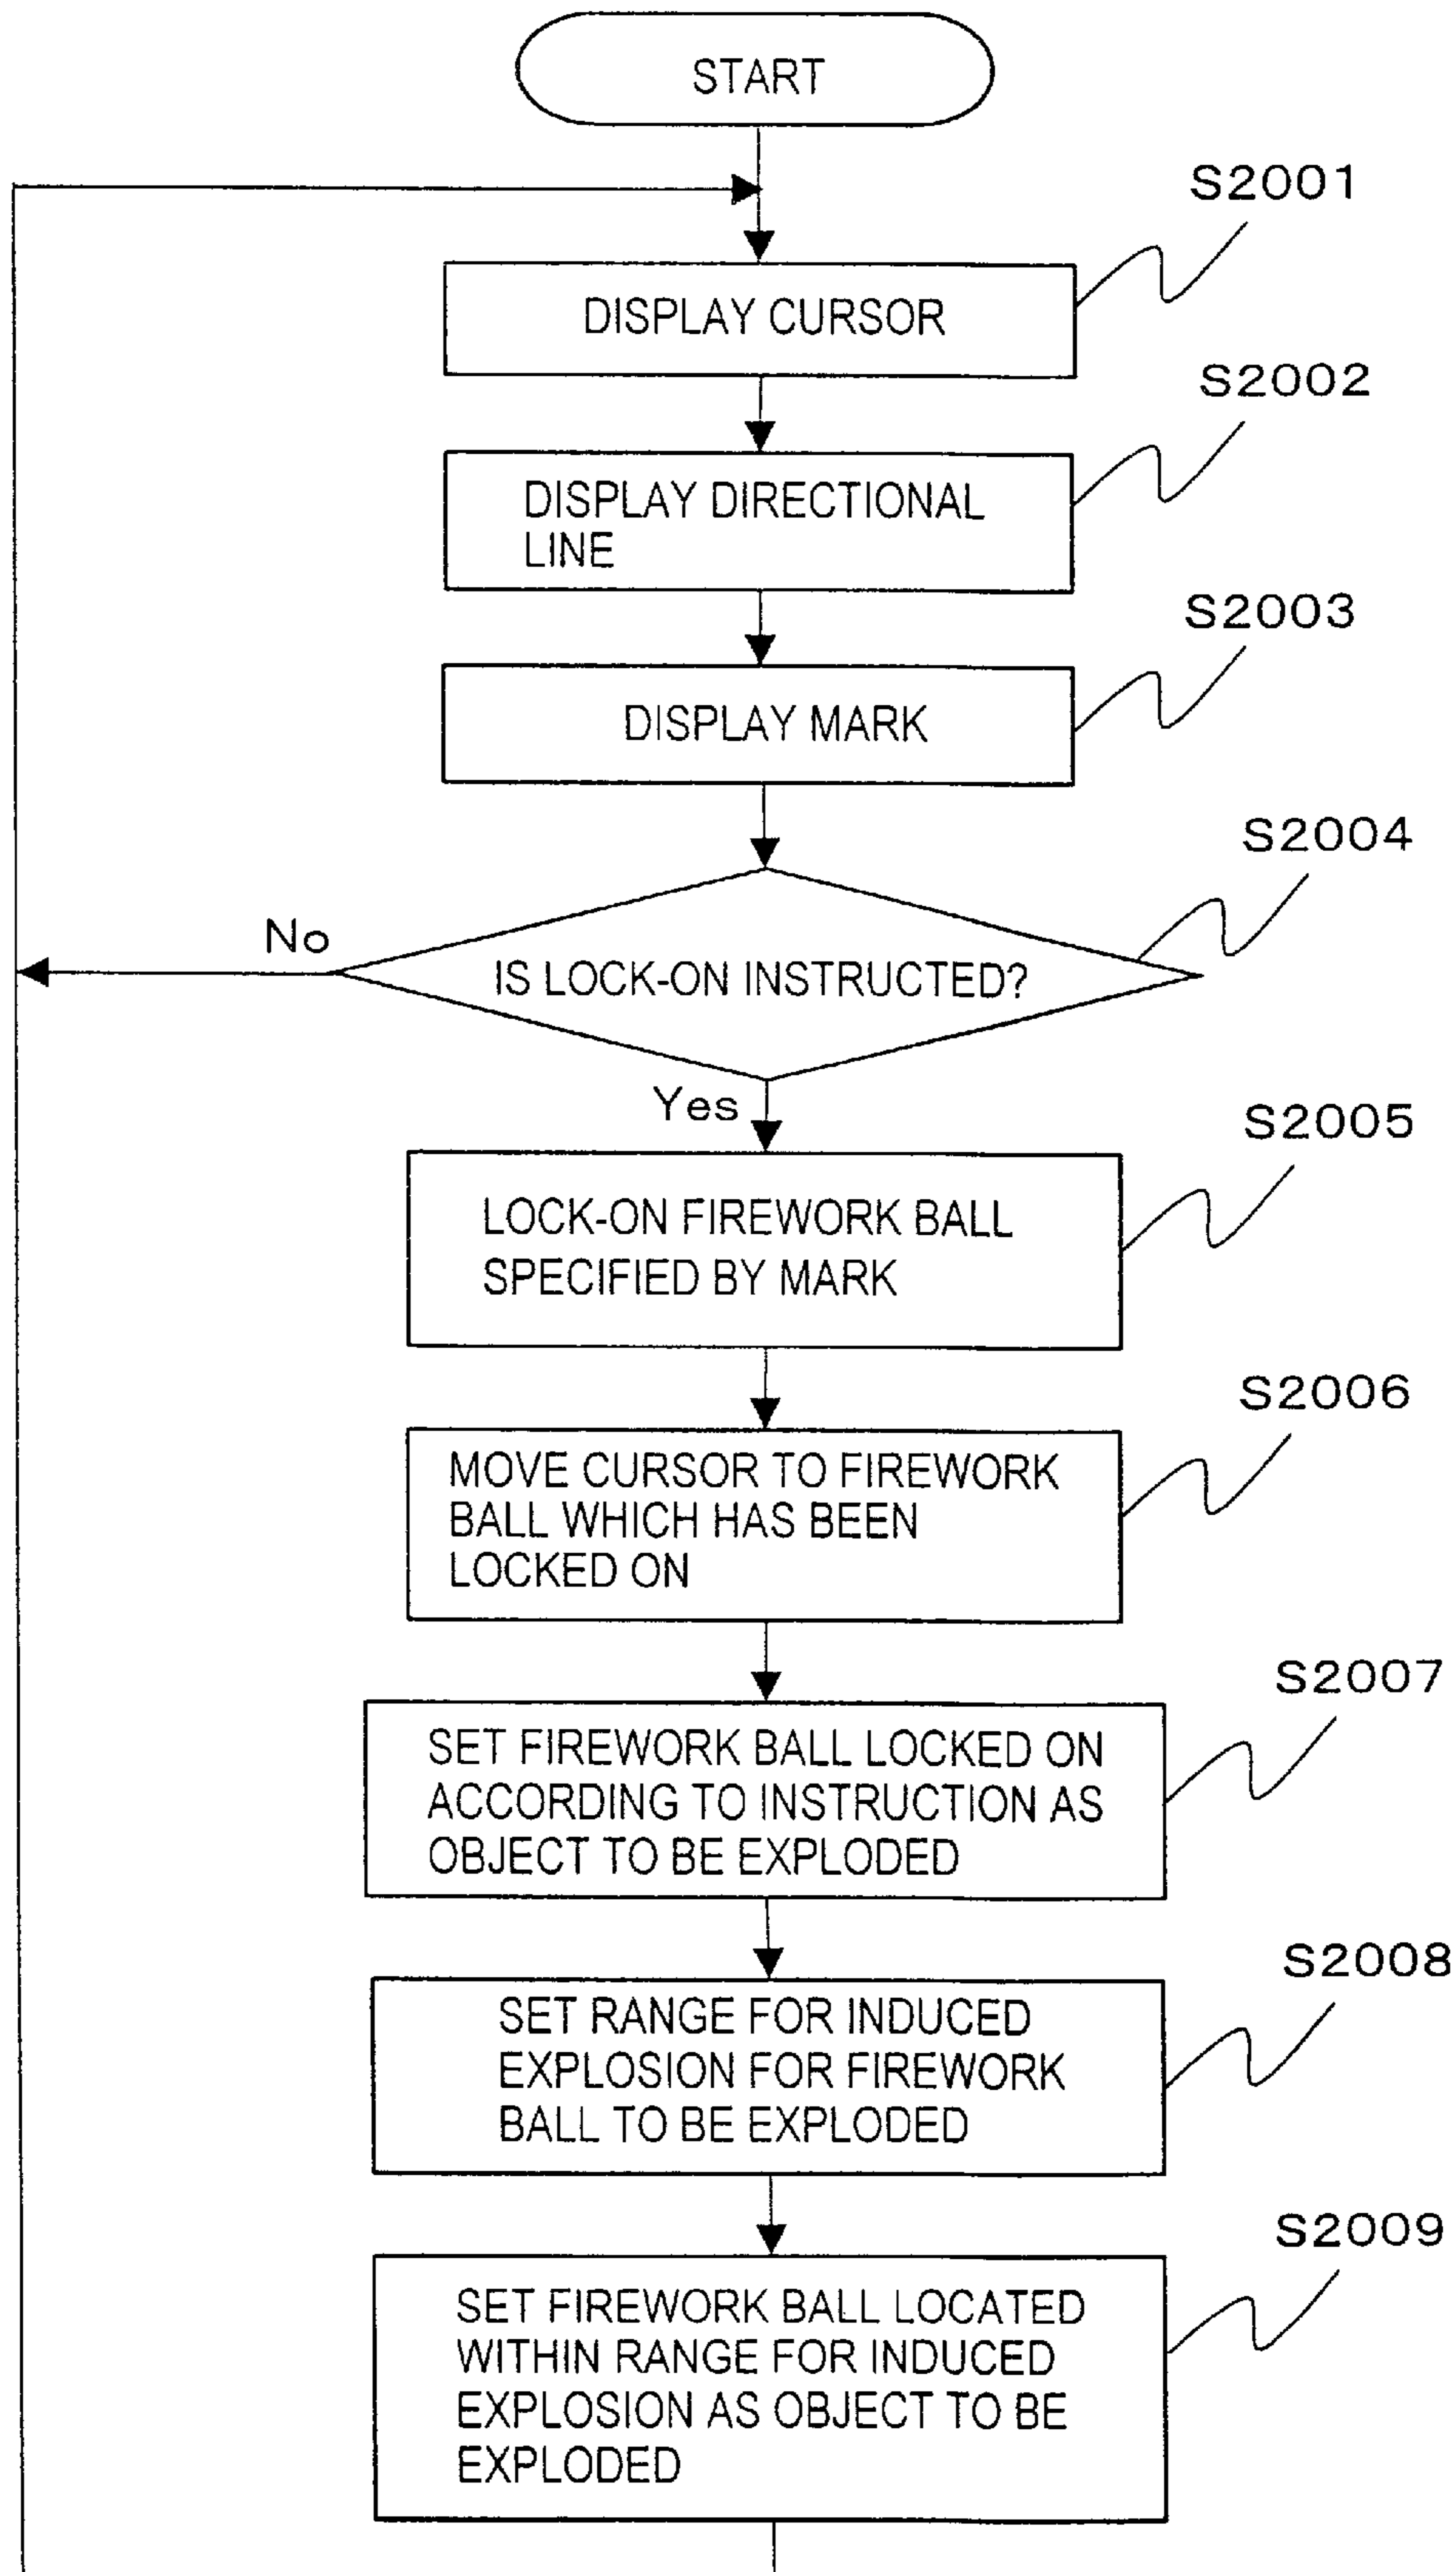 START
S2001
DISPLAY CURSOR
S2002
DISPLAY DIRECTIONAL
LINE
S2003
DISPLAY MARK
S2004
No
IS LOCK-ON INSTRUCTED?
Yes
S2005
LOCK-ON FIREWORK BALL
SPECIFIED BY MARK
S2006
MOVE CURSOR TO FIREWORK
BALL WHICH HAS BEEN
LOCKED ON
S2007
SET FIREWORK BALL LOCKED ON
ACCORDING TO INSTRUCTION AS
OBJECT TO BE EXPLODED
S2008
SET RANGE FOR INDUCED
EXPLOSION FOR FIREWORK
BALL TO BE EXPLODED
S2009
SET FIREWORK BALL LOCATED
WITHIN RANGE FOR INDUCED
EXPLOSION AS OBJECT TO BE
EXPLODED